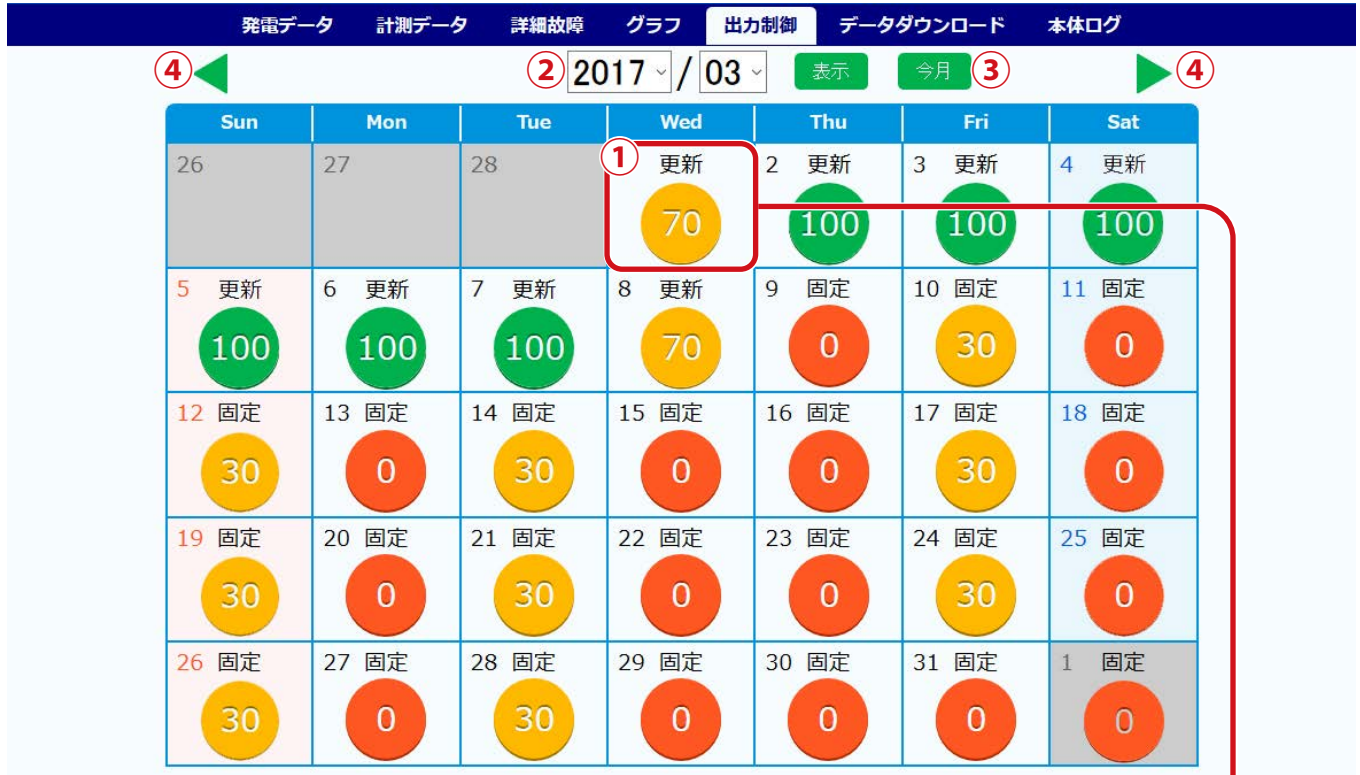 発電データ 計測データ 詳細故障 グラフ 出力制御 データダウンロード 本体ログ
④ ② 2017 / 03 表示 今月 ③ ④
Sun Mon Tue Wed Thu Fri Sat
26 27 28 ① 更新 2 更新 3 更新 4 更新
70 100 100 100
5 更新 6 更新 7 更新 8 更新 9 固定 10 固定 11 固定
100 100 100 70 0 30 0
12 固定 13 固定 14 固定 15 固定 16 固定 17 固定 18 固定
30 0 30 0 0 30 0
19 固定 20 固定 21 固定 22 固定 23 固定 24 固定 25 固定
30 0 30 0 0 30 0
26 固定 27 固定 28 固定 29 固定 30 固定 31 固定 1 固定
30 0 30 0 0 0 0